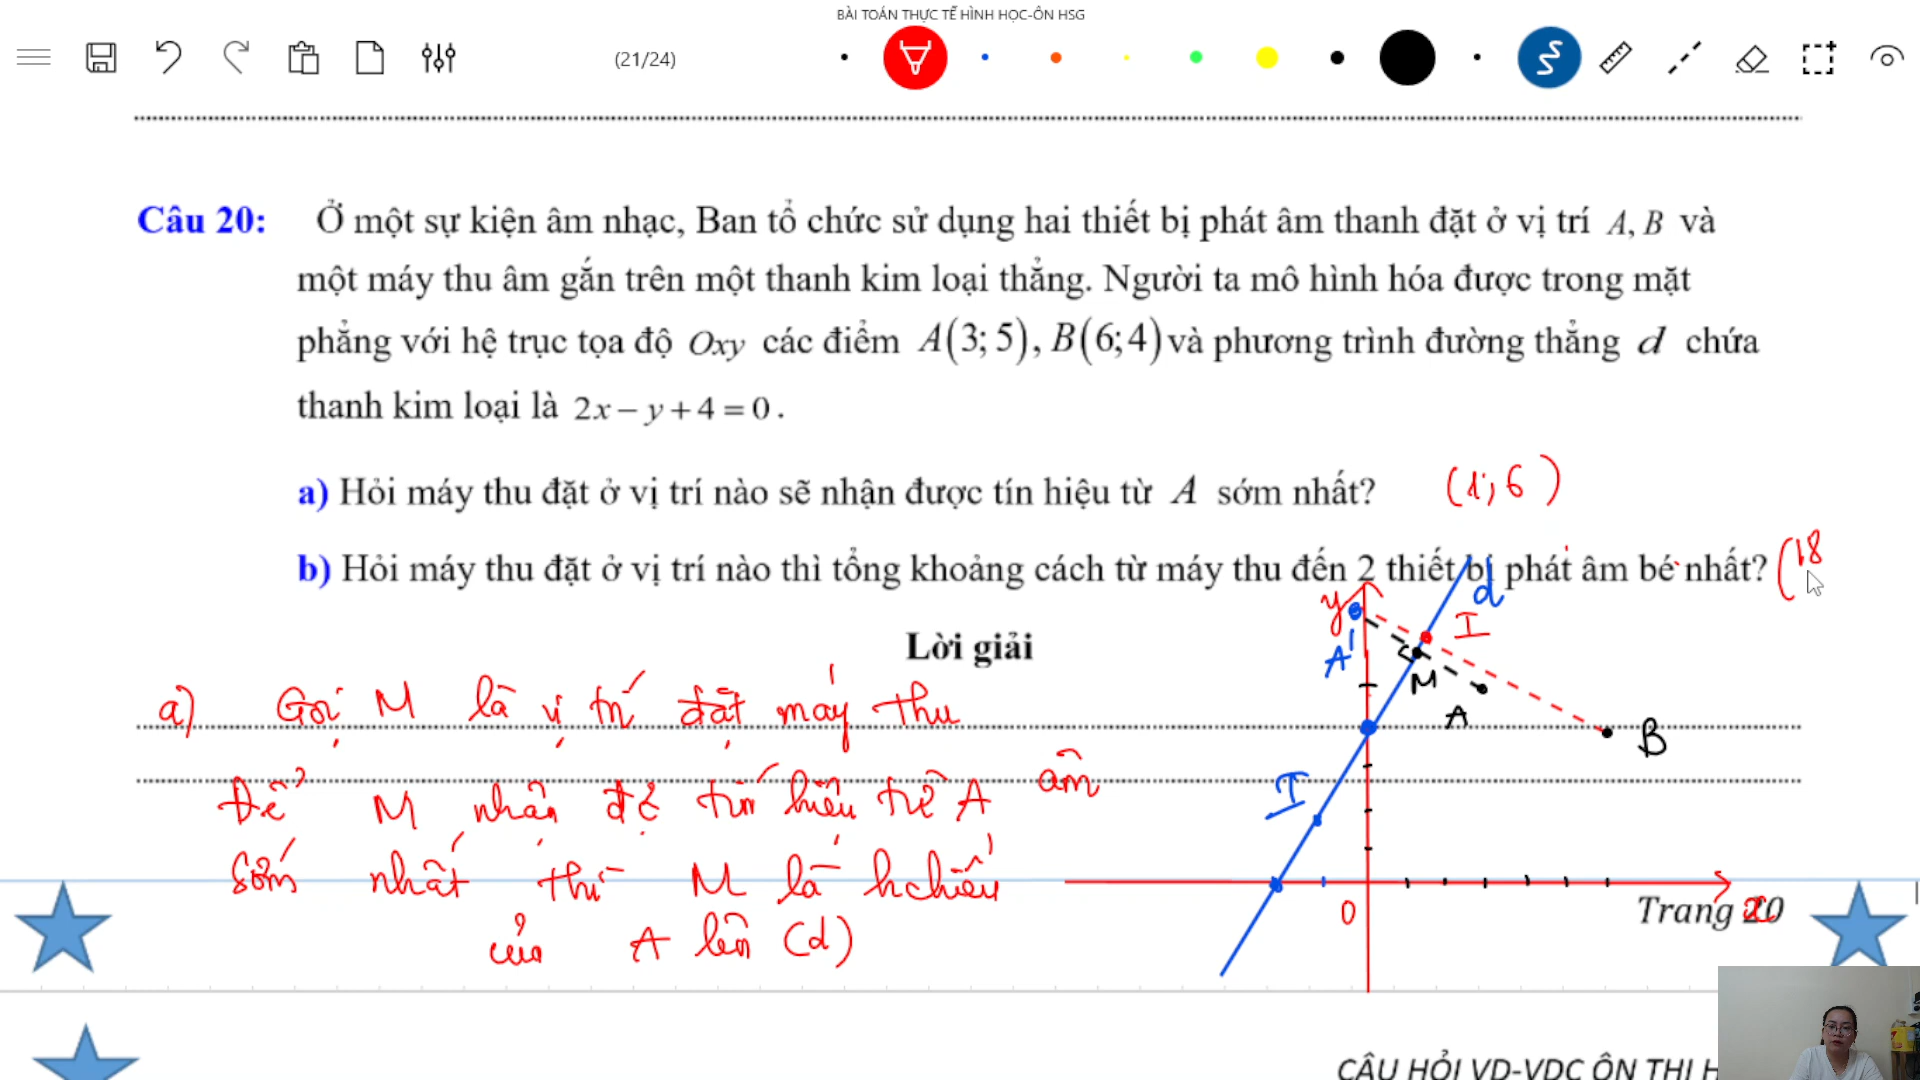 BÀI TOÁN THỰC TẾ HÌNH HỌC-ÔN HSG
(21/24)
Câu 20: Ở một sự kiện âm nhạc, Ban tổ chức sử dụng hai thiết bị phát âm thanh đặt ở vị trí A, B và
một máy thu âm gắn trên một thanh kim loại thẳng. Người ta mô hình hóa được trong mặt
phẳng với hệ trục tọa độ Oxy các điểm A(3;5), B(6;4) và phương trình đường thẳng d chứa
thanh kim loại là 2x − y + 4 = 0.
a) Hỏi máy thu đặt ở vị trí nào sẽ nhận được tín hiệu từ A sớm nhất? (1;6)
b) Hỏi máy thu đặt ở vị trí nào thì tổng khoảng cách từ máy thu đến 2 thiết bị phát âm bé nhất? (18
y d I
Lời giải
A' M A
a) Gọi M là vị trí đặt máy thu
B
Để M nhận đc tín hiệu từ A âm
I
sớm nhất thì M là hchiếu
0 x
Trang 20
của A lên (d)
CÂU HỎI VD-VDC ÔN THI H